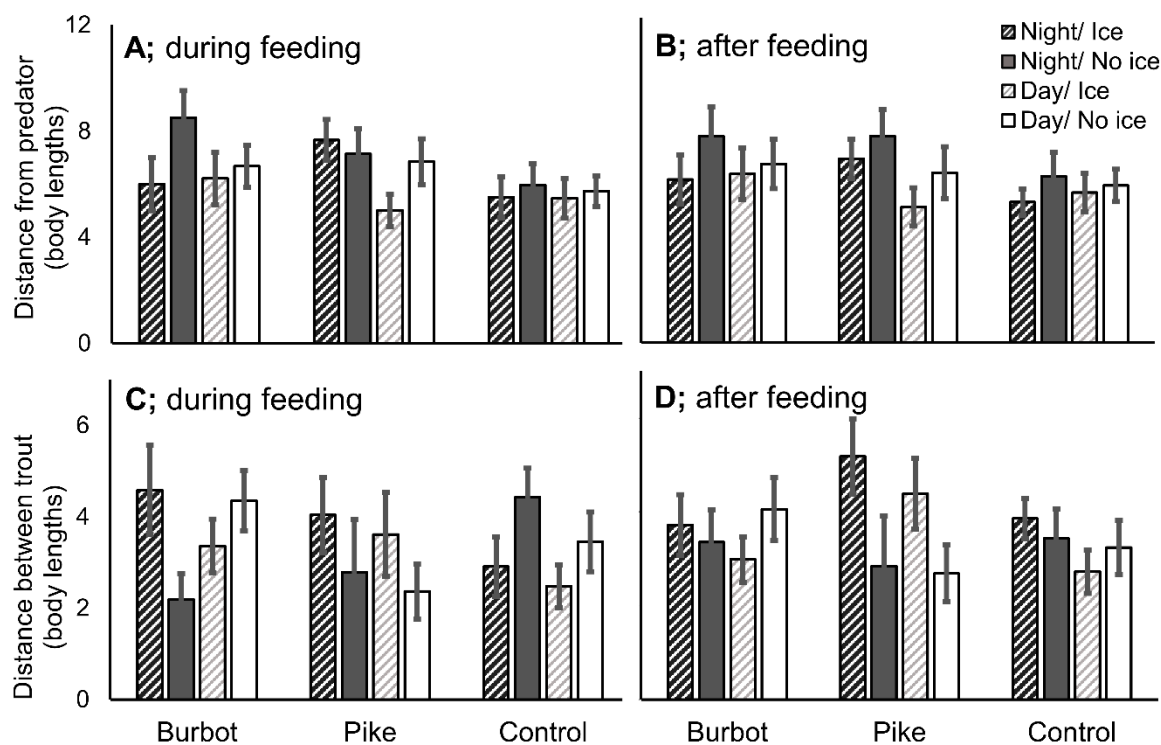 12
8
4
0
Distance from predator
(body lengths)
A; during feeding
B; after feeding
Night/ Ice
Night/ No ice
Day/ Ice
Day/ No ice
6
4
2
0
Distance between trout
(body lengths)
C; during feeding
D; after feeding
Burbot Pike Control Burbot Pike Control